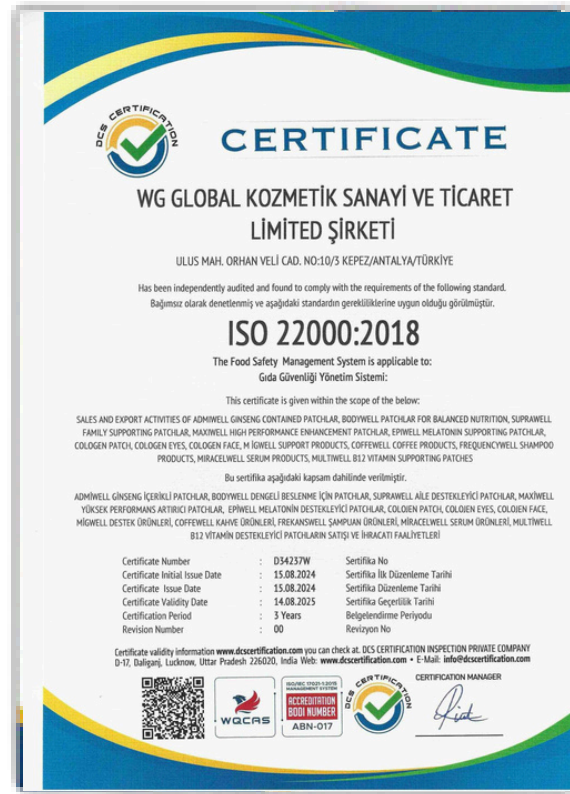 DCS CERTIFICATION
CERTIFICATE
WG GLOBAL KOZMETİK SANAYİ VE TİCARET
LİMİTED ŞİRKETİ
ULUS MAH. ORHAN VELİ CAD. NO:10/3 KEPEZ/ANTALYA/TÜRKİYE
Has been independently audited and found to comply with the requirements of the following standard.
Bağımsız olarak denetlenmiş ve aşağıdaki standardın gerekliliklerine uygun olduğu görülmüştür.
ISO 22000:2018
The Food Safety Management System is applicable to:
Gıda Güvenliği Yönetim Sistemi:
This certificate is given within the scope of the below:
SALES AND EXPORT ACTIVITIES OF ADMIWELL GINSENG CONTAINED PATCHLAR, BODYWELL PATCHLAR FOR BALANCED NUTRITION, SUPRAWELL
FAMILY SUPPORTING PATCHLAR, MAXIWELL HIGH PERFORMANCE ENHANCEMENT PATCHLAR, EPIWELL MELATONIN SUPPORTING PATCHLAR,
COLOGEN PATCH, COLOGEN EYES, COLOGEN FACE, M İGWELL SUPPORT PRODUCTS, COFFEWELL COFFEE PRODUCTS, FREQUENCYWELL SHAMPOO
PRODUCTS, MIRACELWELL SERUM PRODUCTS, MULTIWELL B12 VITAMIN SUPPORTING PATCHES
Bu sertifika aşağıdaki kapsam dahilinde verilmiştir.
ADMİWELL GİNSENG İÇERİKLİ PATCHLAR, BODYWELL DENGELİ BESLENME İÇİN PATCHLAR, SUPRAWELL AİLE DESTEKLEYİCİ PATCHLAR, MAXİWELL
YÜKSEK PERFORMANS ARTIRICI PATCHLAR, EPİWELL MELATONİN DESTEKLEYİCİ PATCHLAR, COLOJEN PATCH, COLOJEN EYES, COLOJEN FACE,
MİGWELL DESTEK ÜRÜNLERİ, COFFEWELL KAHVE ÜRÜNLERİ, FREKANSWELL ŞAMPUAN ÜRÜNLERİ, MİRACELWELL SERUM ÜRÜNLERİ, MULTİWELL
B12 VİTAMİN DESTEKLEYİCİ PATCHLARIN SATIŞI VE İHRACATI FAALİYETLERİ
Certificate Number : D34237W Sertifika No
Certificate Initial Issue Date : 15.08.2024 Sertifika İlk Düzenleme Tarihi
Certificate Issue Date : 15.08.2024 Sertifika Düzenleme Tarihi
Certificate Validity Date : 14.08.2025 Sertifika Geçerlilik Tarihi
Certification Period : 3 Years Belgelendirme Periyodu
Revision Number : 00 Revizyon No
Certificate validity information www.dcscertification.com you can check at. DCS CERTIFICATION INSPECTION PRIVATE COMPANY
D-17, Daliganj, Lucknow, Uttar Pradesh 226020, India Web: www.dcscertification.com • E-Mail: info@dcscertification.com
WQCAS
ISO/IEC 17021-1:2015
MANAGEMENT SYSTEM
ACCREDITATION
BODI NUMBER
ABN-017
DCS CERTIFICATION
CERTIFICATION MANAGER